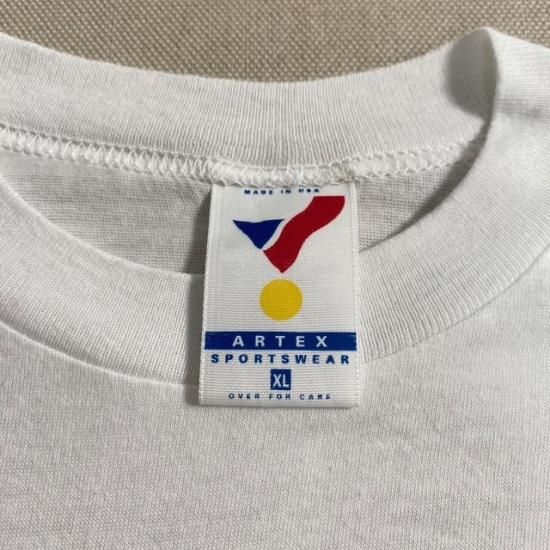 MADE IN USA
ARTEX
SPORTSWEAR
XL
OVER FOR CARE